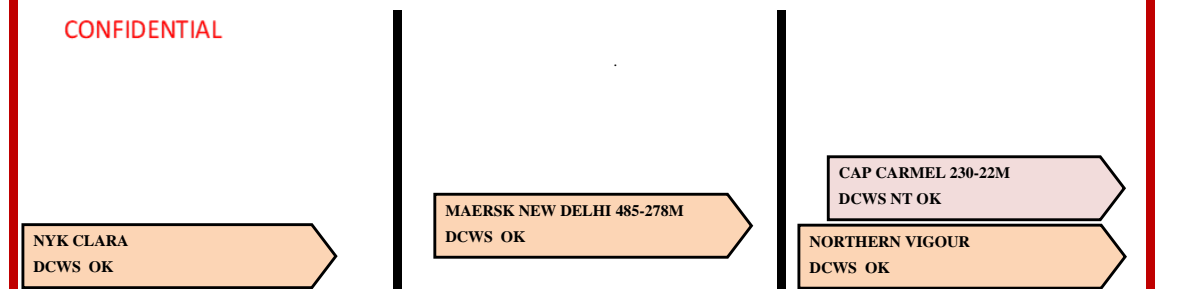 CONFIDENTIAL
.
CAP CARMEL 230-22M
DCWS NT OK
MAERSK NEW DELHI 485-278M
DCWS  OK
NYK CLARA
DCWS  OK
NORTHERN VIGOUR
DCWS  OK